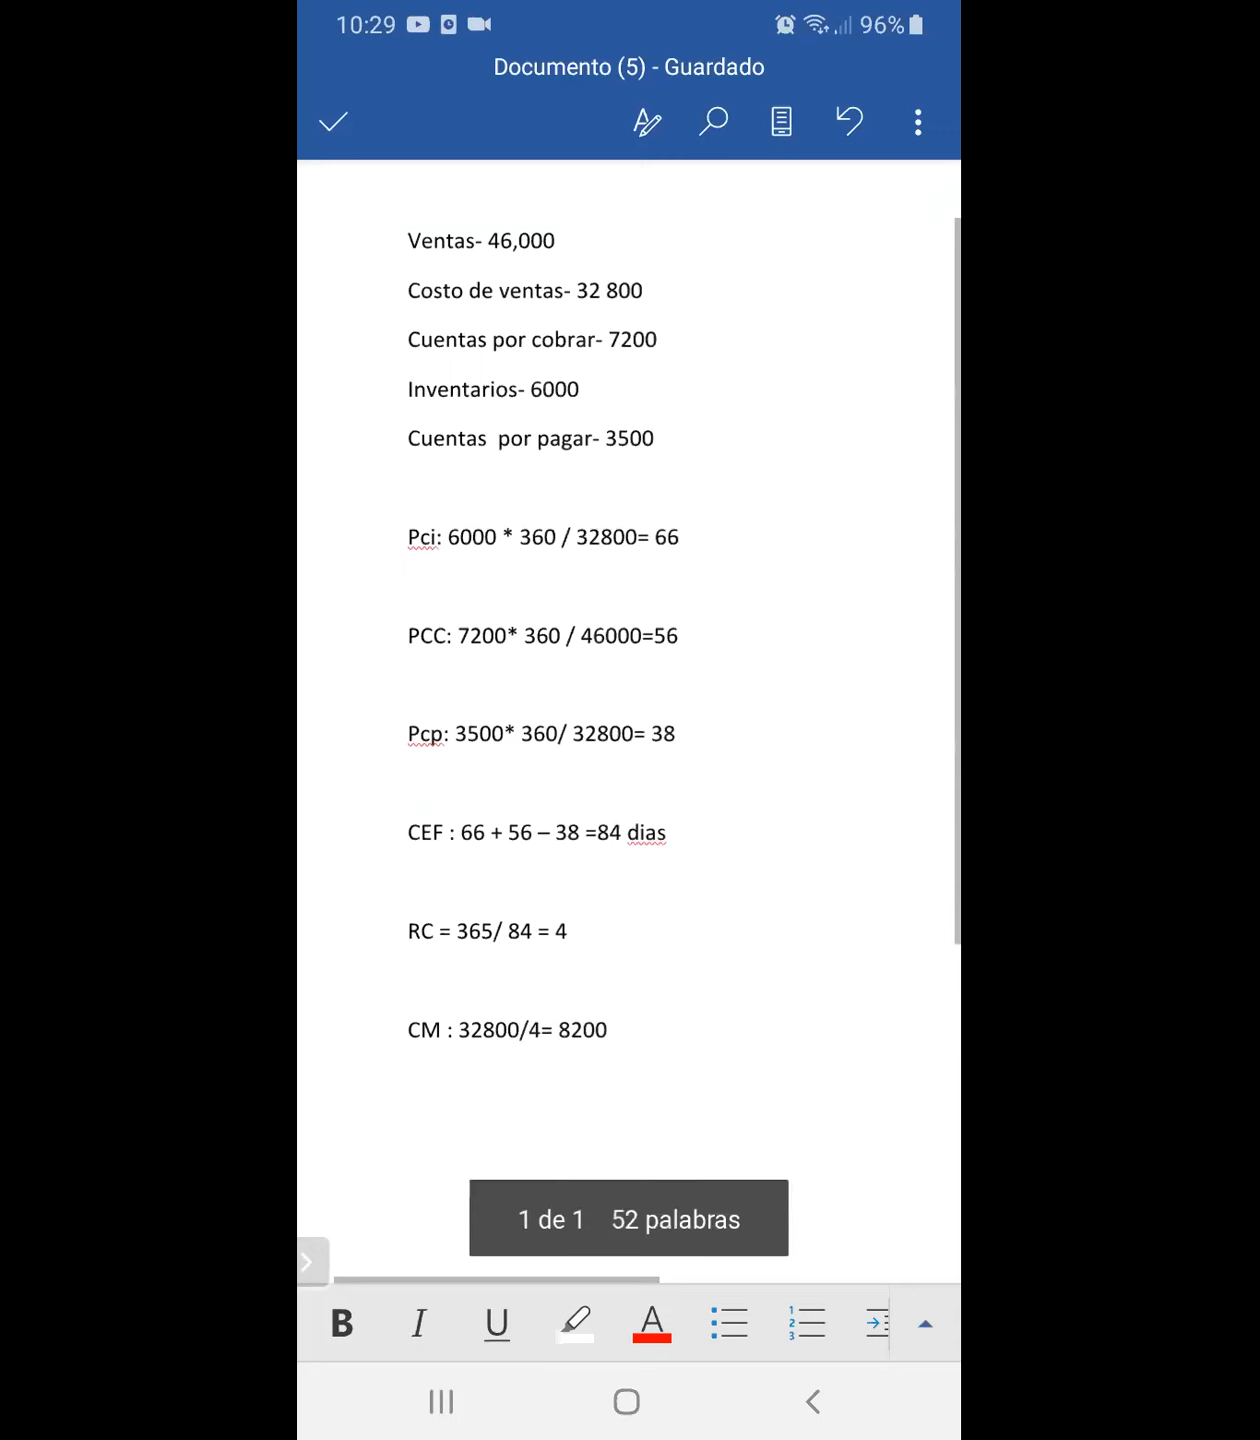 10:29 96%
Documento (5) - Guardado
Ventas- 46,000
Costo de ventas- 32 800
Cuentas por cobrar- 7200
Inventarios- 6000
Cuentas  por pagar- 3500
Pci: 6000 * 360 / 32800= 66
PCC: 7200* 360 / 46000=56
Pcp: 3500* 360/ 32800= 38
CEF : 66 + 56 – 38 =84 dias
RC = 365/ 84 = 4
CM : 32800/4= 8200
1 de 1 52 palabras
B I U A